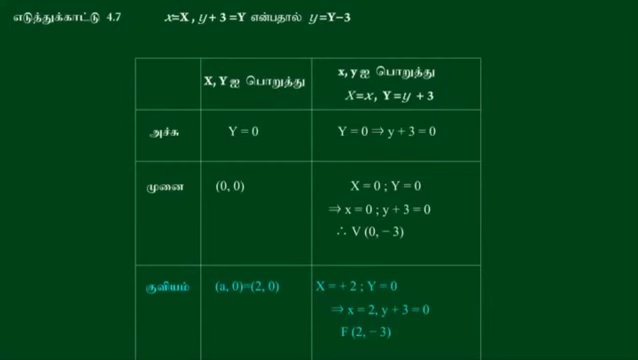 எடுத்துக்காட்டு 4.7 x=X , y + 3 =Y என்பதால் y =Y−3
X, Y ஐ பொறுத்து
x, y ஐ பொறுத்து
X=x, Y=y + 3
அச்சு
Y = 0
Y = 0 ⇒ y + 3 = 0
முனை
(0, 0)
X = 0 ; Y = 0
⇒ x = 0 ; y + 3 = 0
∴ V (0, − 3)
குவியம்
(a, 0)=(2, 0)
X = + 2 ; Y = 0
⇒ x = 2, y + 3 = 0
F (2, − 3)